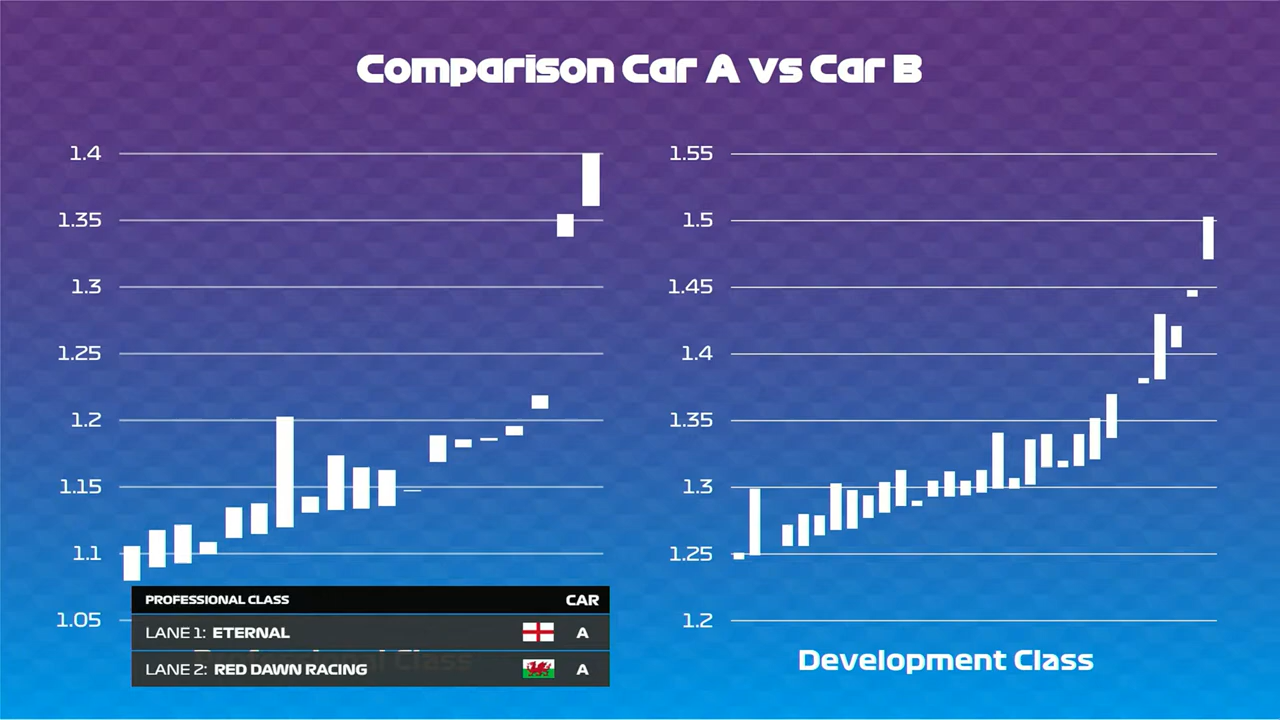 Comparison Car A vs Car B
1.4
1.35
1.3
1.25
1.2
1.15
1.1
1.05
1.55
1.5
1.45
1.4
1.35
1.3
1.25
1.2
PROFESSIONAL CLASS CAR
LANE 1: ETERNAL A
LANE 2: RED DAWN RACING A
Professional Class
Development Class